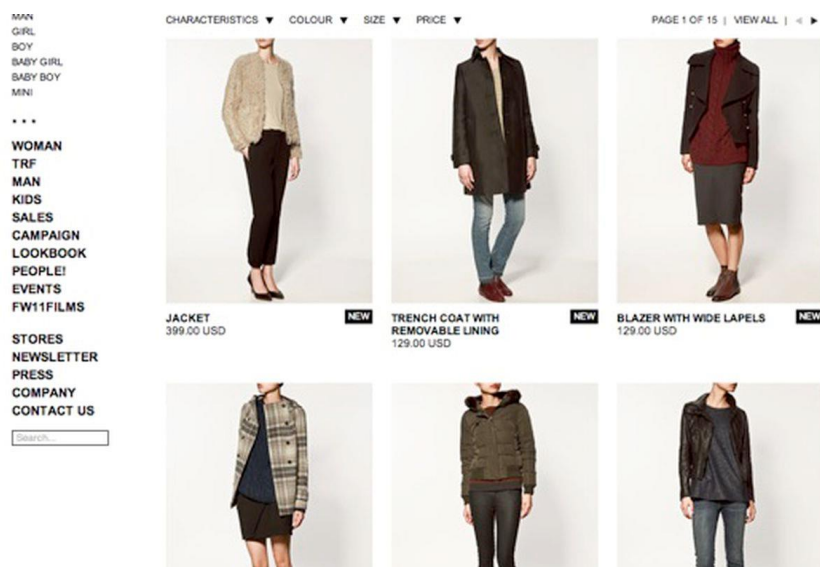 MAN
GIRL
BOY
BABY GIRL
BABY BOY
MINI
...
WOMAN
TRF
MAN
KIDS
SALES
CAMPAIGN
LOOKBOOK
PEOPLE!
EVENTS
FW11FILMS
STORES
NEWSLETTER
PRESS
COMPANY
CONTACT US
Search...
CHARACTERISTICS ▼ COLOUR ▼ SIZE ▼ PRICE ▼
PAGE 1 OF 15 | VIEW ALL | ◄ ►
JACKET NEW
399.00 USD
TRENCH COAT WITH NEW
REMOVABLE LINING
129.00 USD
BLAZER WITH WIDE LAPELS NEW
129.00 USD